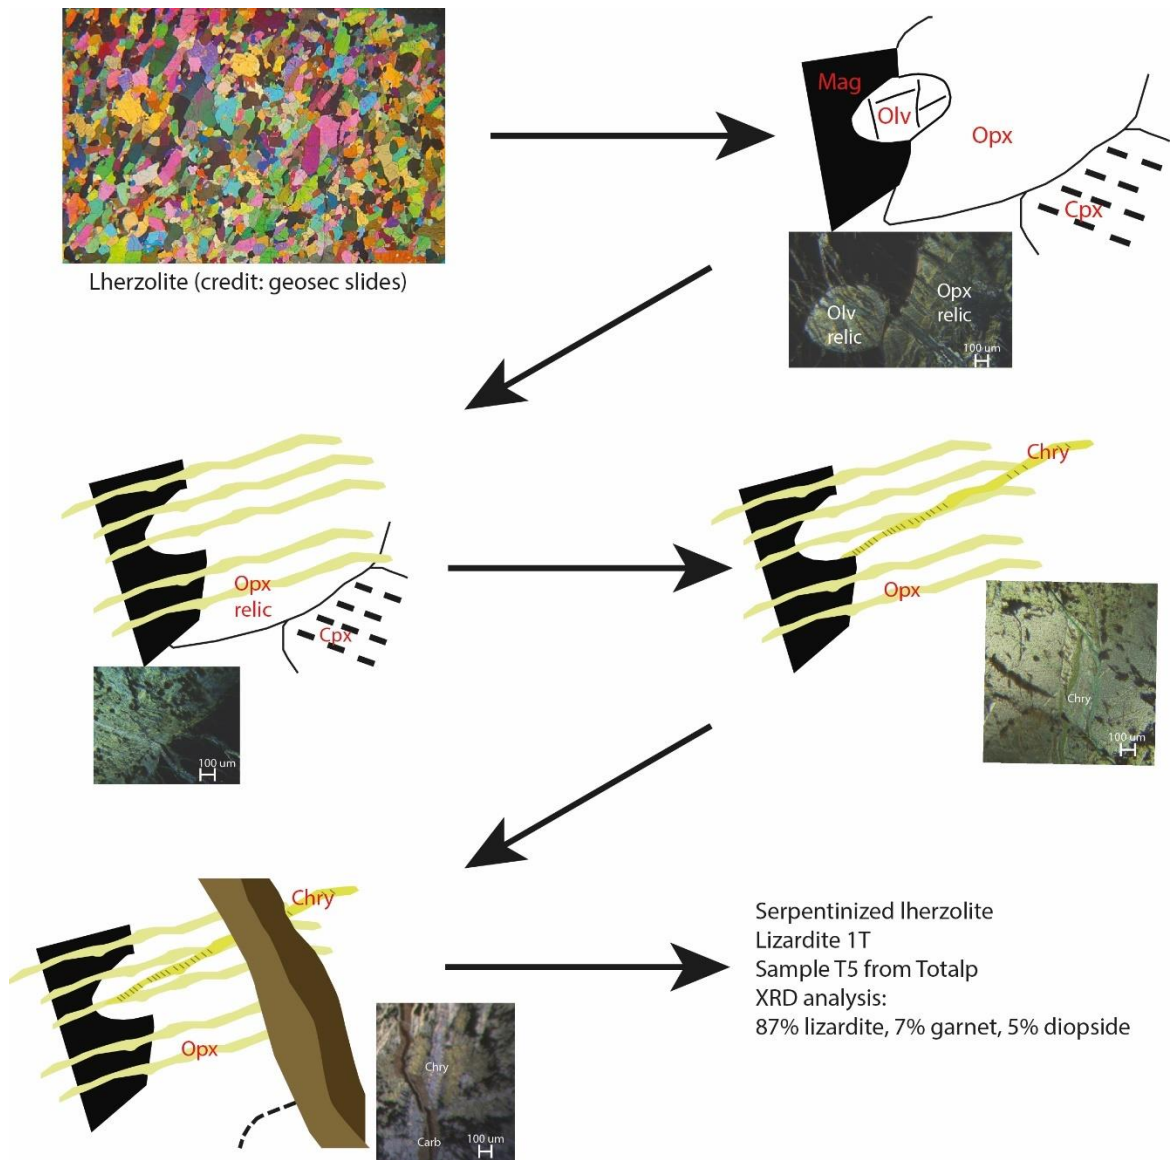 Lherzolite (credit: geosec slides)
Mag
Olv
Opx
Cpx
Olv
relic
Opx
relic
100 um
Opx
relic
Cpx
100 um
Chry
Opx
Chry
100 um
Chry
Opx
Chry
Carb
100 um
Serpentinized lherzolite
Lizardite 1T
Sample T5 from Totalp
XRD analysis:
87% lizardite, 7% garnet, 5% diopside